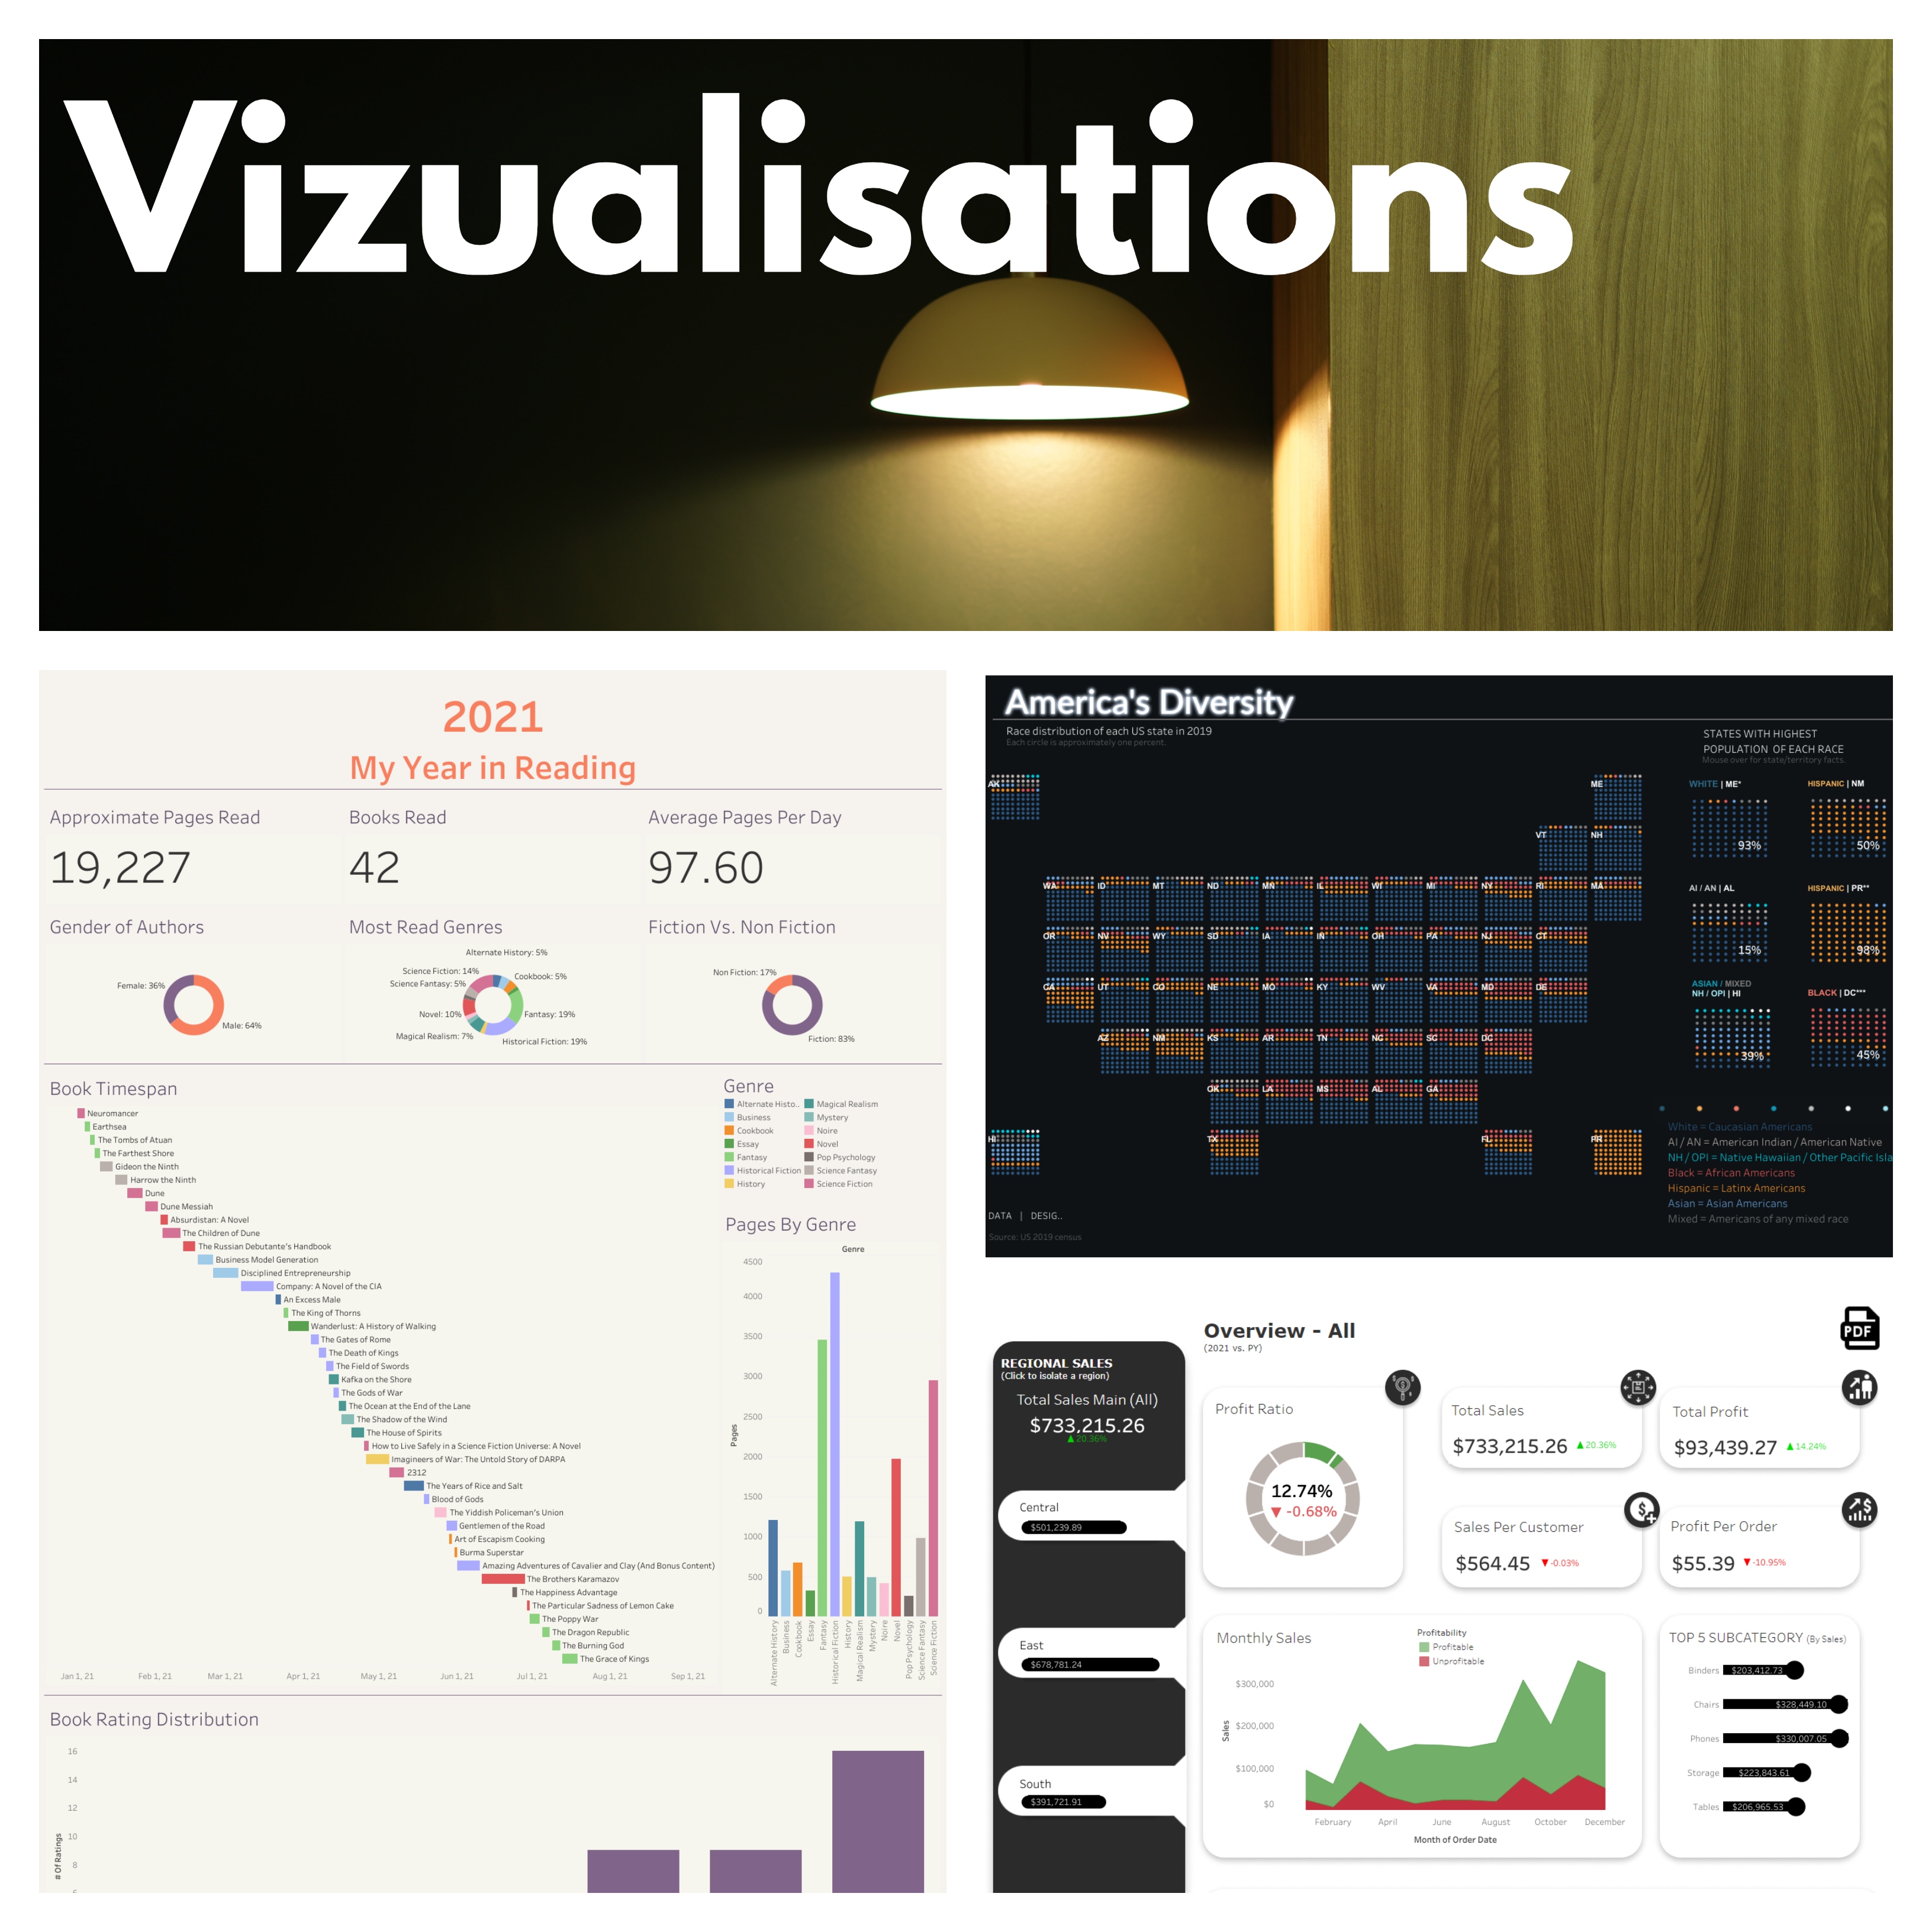 Vizualisations
2021
My Year in Reading
Approximate Pages Read
Books Read
Average Pages Per Day
19,227
42
97.60
Gender of Authors
Most Read Genres
Fiction Vs. Non Fiction
Female: 36%
Male: 64%
Alternate History: 5%
Science Fiction: 14%
Cookbook: 5%
Science Fantasy: 5%
Novel: 10%
Fantasy: 19%
Magical Realism: 7%
Historical Fiction: 19%
Non Fiction: 17%
Fiction: 83%
Book Timespan
Neuromancer
Earthsea
The Tombs of Atuan
The Farthest Shore
Gideon the Ninth
Harrow the Ninth
Dune
Dune Messiah
Absurdistan: A Novel
The Children of Dune
The Russian Debutante's Handbook
Business Model Generation
Disciplined Entrepreneurship
Company: A Novel of the CIA
An Excess Male
The King of Thorns
Wanderlust: A History of Walking
The Gates of Rome
The Death of Kings
The Field of Swords
Kafka on the Shore
The Gods of War
The Ocean at the End of the Lane
The Shadow of the Wind
The House of Spirits
How to Live Safely in a Science Fiction Universe: A Novel
Imagineers of War: The Untold Story of DARPA
2312
The Years of Rice and Salt
Blood of Gods
The Yiddish Policeman's Union
Gentlemen of the Road
Art of Escapism Cooking
Burma Superstar
Amazing Adventures of Cavalier and Clay (And Bonus Content)
The Brothers Karamazov
The Happiness Advantage
The Particular Sadness of Lemon Cake
The Poppy War
The Dragon Republic
The Burning God
The Grace of Kings
Jan 1, 21
Feb 1, 21
Mar 1, 21
Apr 1, 21
May 1, 21
Jun 1, 21
Jul 1, 21
Aug 1, 21
Sep 1, 21
Genre
Alternate Histo..
Magical Realism
Business
Mystery
Cookbook
Noire
Essay
Novel
Fantasy
Pop Psychology
Historical Fiction
Science Fantasy
History
Science Fiction
Pages By Genre
Genre
4500
4000
3500
3000
2500
2000
1500
1000
500
0
Pages
Alternate History
Business
Cookbook
Essay
Fantasy
Historical Fiction
History
Magical Realism
Mystery
Noire
Novel
Pop Psychology
Science Fantasy
Science Fiction
Book Rating Distribution
16
14
12
10
8
# Of Ratings
America's Diversity
Race distribution of each US state in 2019
Each circle is approximately one percent.
STATES WITH HIGHEST
POPULATION OF EACH RACE
Mouse over for state/territory facts.
AK
ME
VT
NH
WA
ID
MT
ND
MN
IL
WI
MI
NY
RI
MA
OR
NV
WY
SD
IA
IN
OH
PA
NJ
CT
CA
UT
CO
NE
MO
KY
WV
VA
MD
DE
AZ
NM
KS
AR
TN
NC
SC
DC
OK
LA
MS
AL
GA
HI
TX
FL
PR
WHITE | ME*
93%
HISPANIC | NM
50%
AI / AN | AL
15%
HISPANIC | PR**
98%
ASIAN / MIXED
NH / OPI | HI
39%
BLACK | DC***
45%
White = Caucasian Americans
AI / AN = American Indian / American Native
NH / OPI = Native Hawaiian / Other Pacific Isla
Black = African Americans
Hispanic = Latinx Americans
Asian = Asian Americans
Mixed = Americans of any mixed race
DATA | DESIG..
Source: US 2019 census
Overview - All
(2021 vs. PY)
PDF
REGIONAL SALES
(Click to isolate a region)
Total Sales Main (All)
$733,215.26
▲20.36%
Central
$501,239.89
East
$678,781.24
South
$391,721.91
Profit Ratio
12.74%
▼ -0.68%
Total Sales
$733,215.26 ▲20.36%
Total Profit
$93,439.27 ▲14.24%
Sales Per Customer
$564.45 ▼-0.03%
Profit Per Order
$55.39 ▼-10.95%
Monthly Sales
Profitability
Profitable
Unprofitable
$300,000
$200,000
$100,000
$0
Sales
February
April
June
August
October
December
Month of Order Date
TOP 5 SUBCATEGORY (By Sales)
Binders
$203,412.73
Chairs
$328,449.10
Phones
$330,007.05
Storage
$223,843.61
Tables
$206,965.53